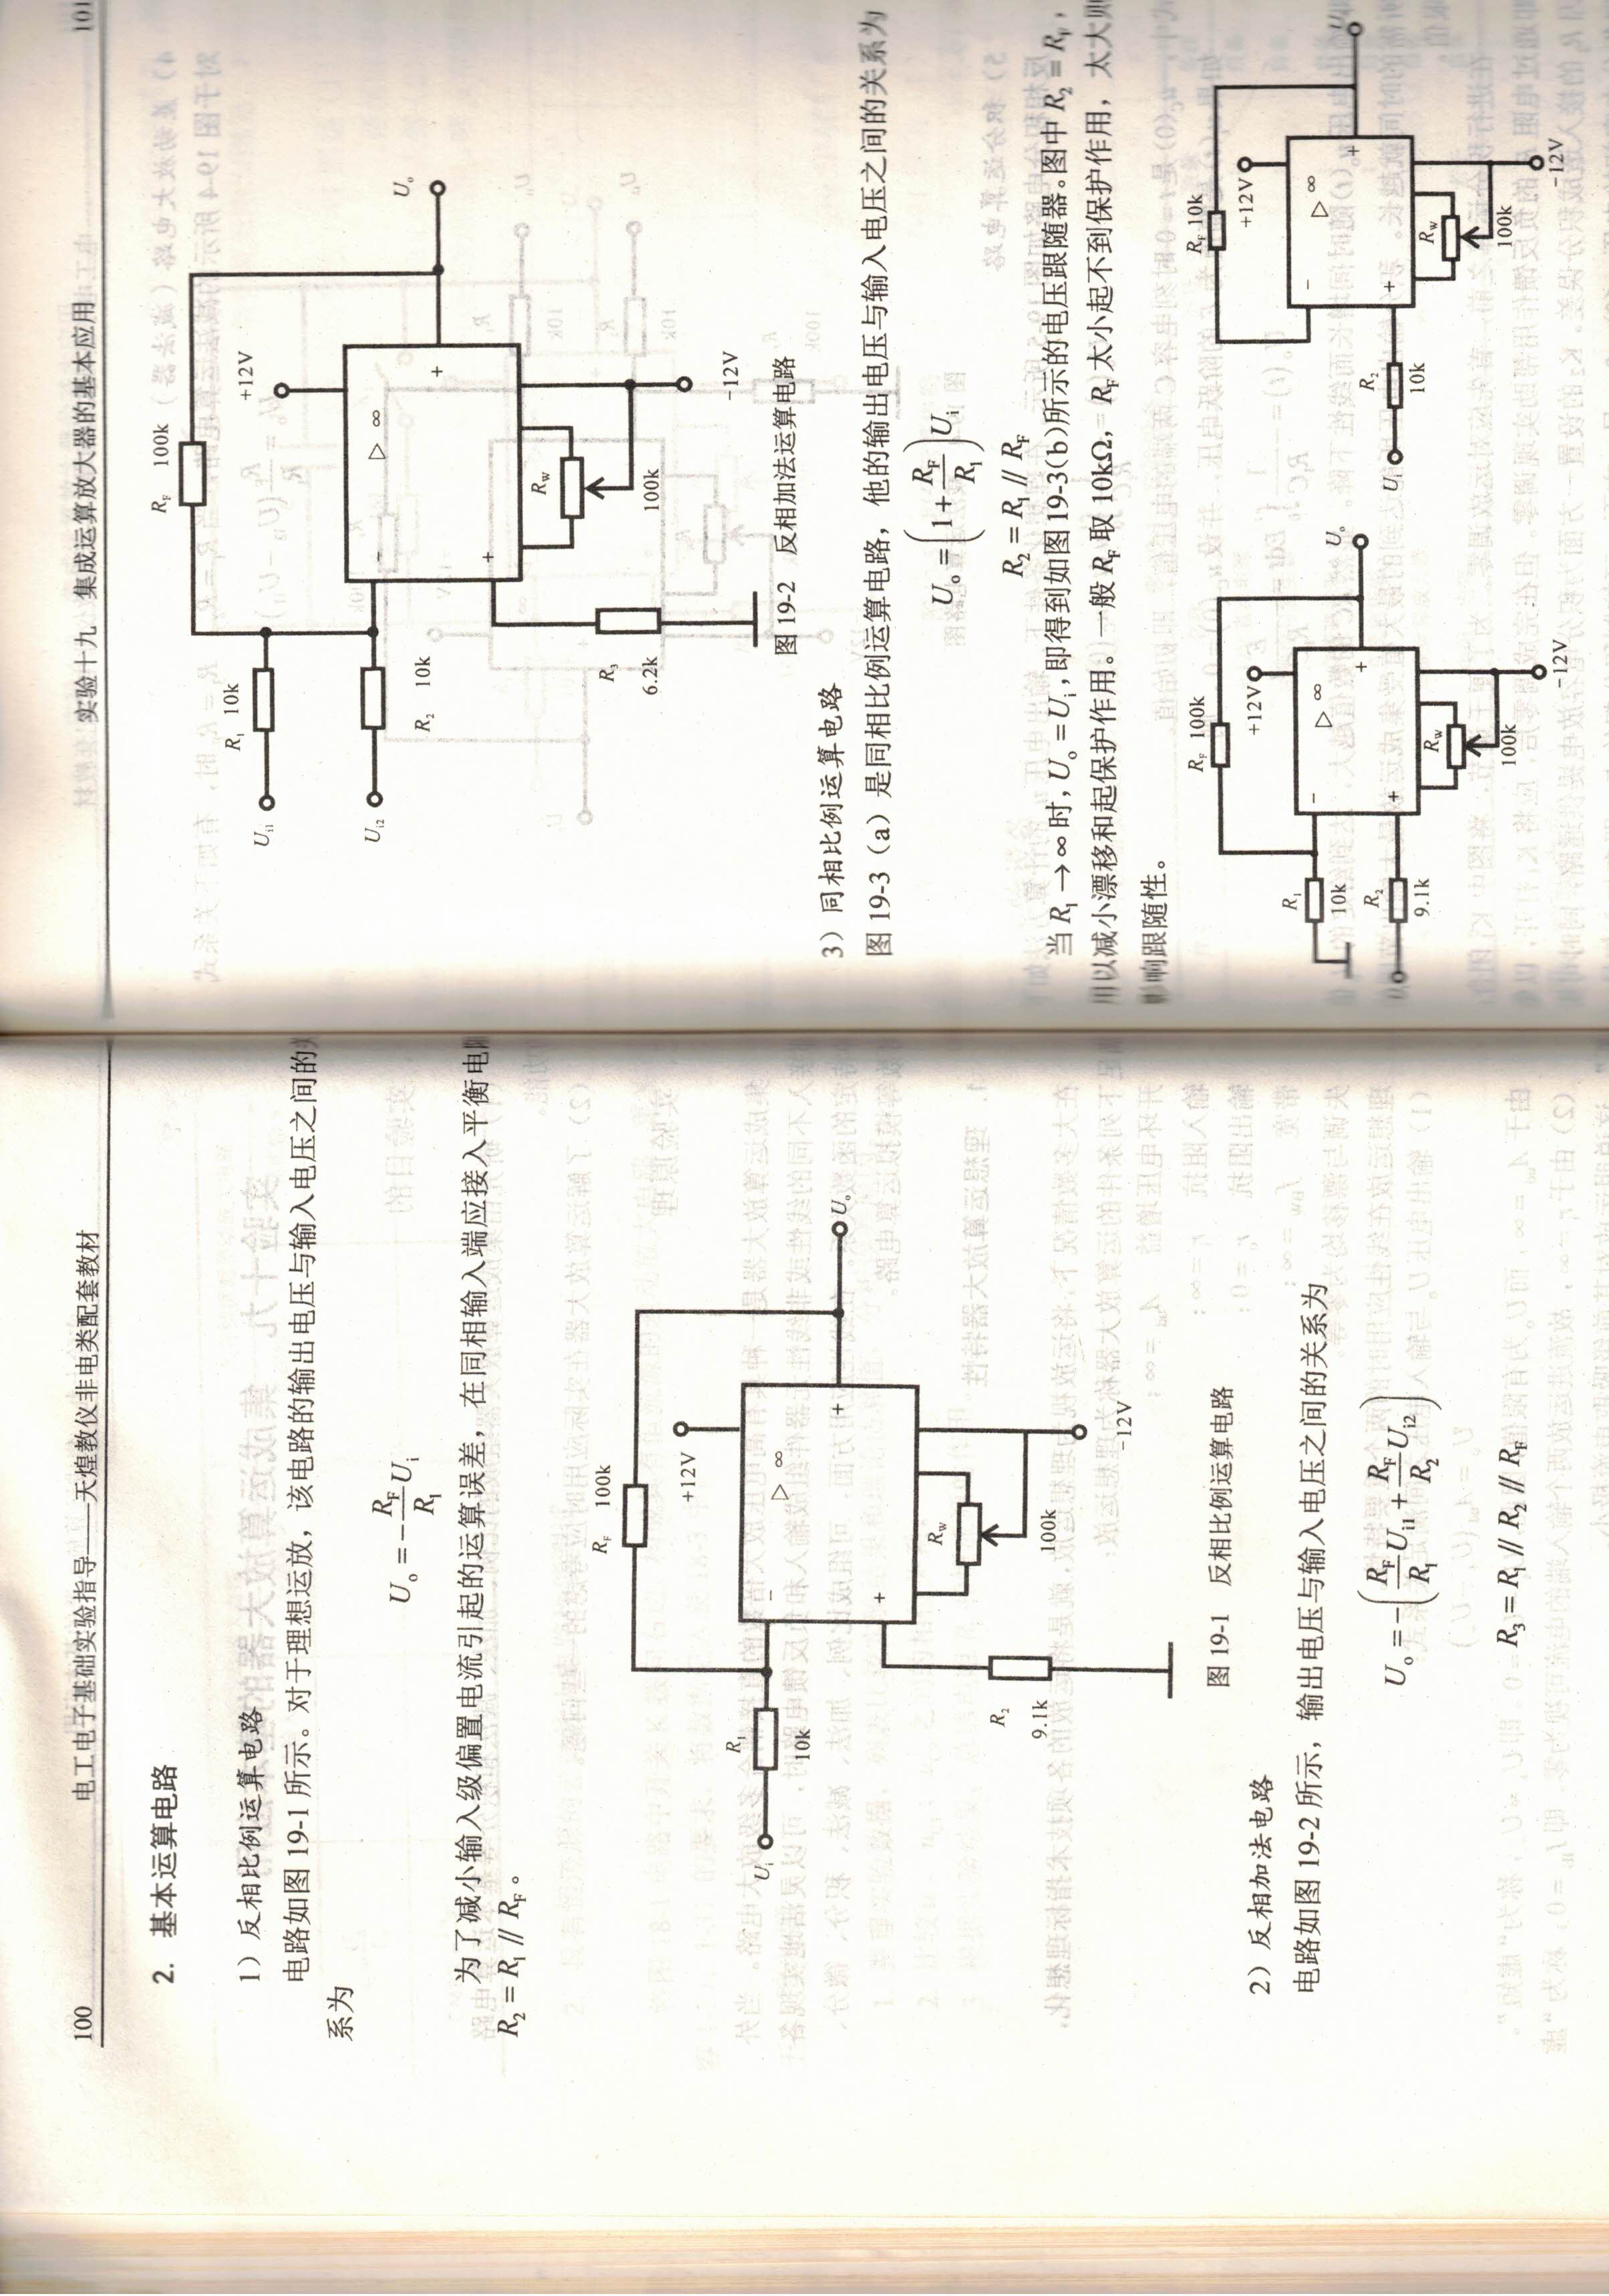 100 电工电子基础实验指导——天煌教仪非电类配套教材
2. 基本运算电路
1）反相比例运算电路
电路如图 19-1 所示。对于理想运放，该电路的输出电压与输入电压之间的关
系为
U_o = -\frac{R_F}{R_1}U_i
为了减小输入级偏置电流引起的运算误差，在同相输入端应接入平衡电阻
R_2 = R_1 // R_F。
R_F 100k
+12V
R_1
U_i
10k
- ▷ ∞
+ U_o
+
R_W
R_2
9.1k
100k
-12V
图 19-1 反相比例运算电路
2）反相加法电路
电路如图 19-2 所示，输出电压与输入电压之间的关系为
U_o = -(\frac{R_F}{R_1}U_{i1} + \frac{R_F}{R_2}U_{i2})
R_3 = R_1 // R_2 // R_F
实验十九 集成运算放大器的基本应用 101
R_F 100k
R_1 10k
+12V
U_{i1}
U_{i2}
- ▷ ∞
R_2 10k
U_o
+
+
R_W
R_3
6.2k
100k
-12V
图 19-2 反相加法运算电路
3）同相比例运算电路
图 19-3（a）是同相比例运算电路，他的输出电压与输入电压之间的关系为
U_o = (1+\frac{R_F}{R_1})U_i
R_2 = R_1 // R_F
当 R_1 → ∞ 时，U_o = U_i，即得到如图 19-3(b)所示的电压跟随器。图中 R_2 = R_F，
用以减小漂移和起保护作用。一般 R_F 取 10kΩ，R_F 太小起不到保护作用，太大则
影响跟随性。
R_F 100k
+12V
R_1
10k
- ▷ ∞
U_o
+
R_2
9.1k
+
R_W
100k
-12V
R_F 10k
+12V
- ▷ ∞
+
U_i
R_2
10k
+
R_W
100k
-12V